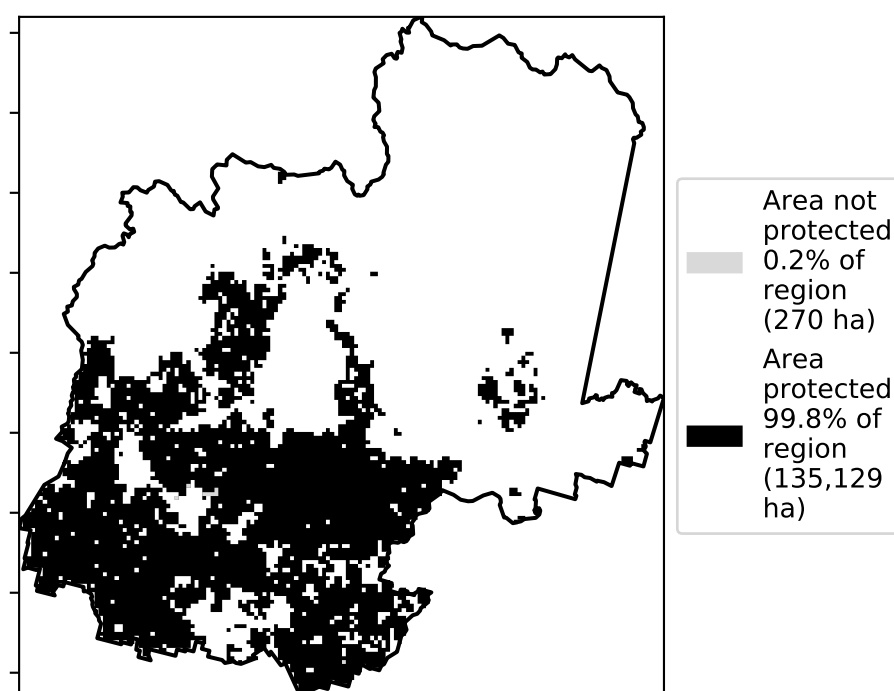 Area not
protected
0.2% of
region
(270 ha)
Area
protected
99.8% of
region
(135,129
ha)